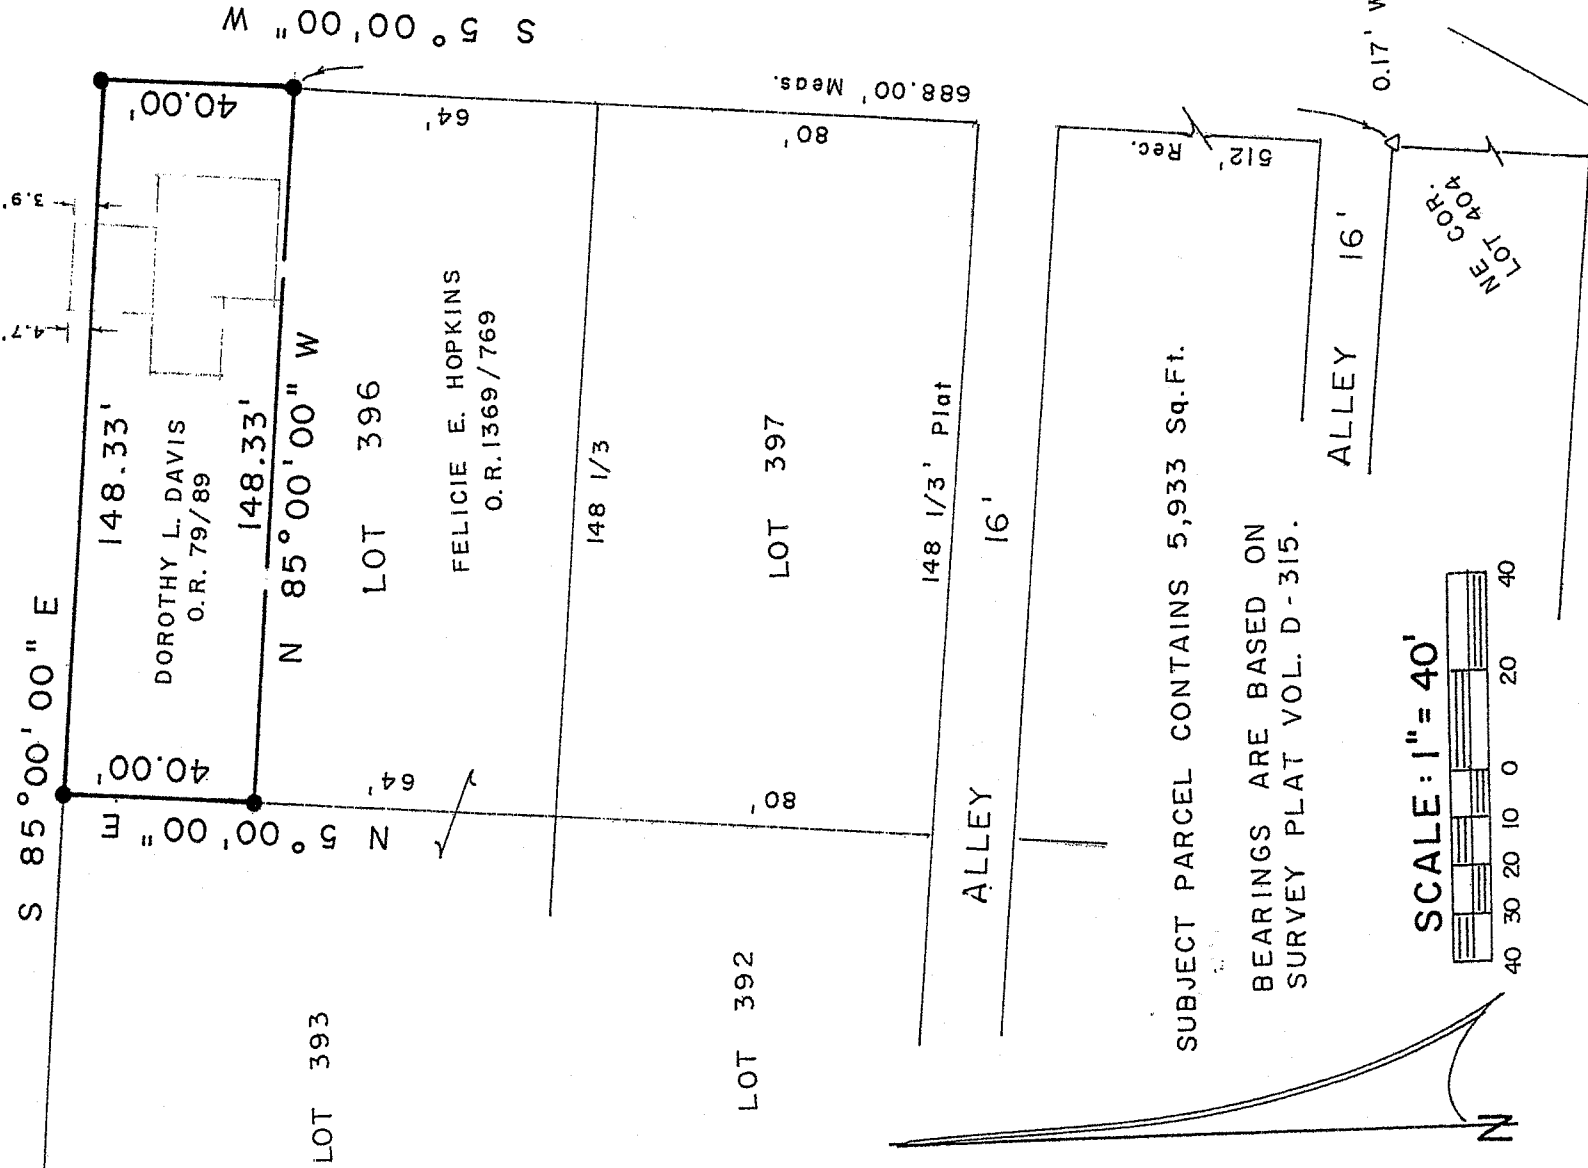 S 5° 00' 00" W
S 85° 00' 00" E
40.00'
3.9'
4.7'
148.33'
DOROTHY L. DAVIS
O.R. 79/89
148.33'
N 85° 00' 00" W
40.00'
N 5° 00' 00" E
64'
64'
LOT 396
FELICIE E. HOPKINS
O.R. 1369/769
148 1/3
688.00' Meas.
80'
80'
LOT 397
148 1/3' Plat
LOT 393
LOT 392
ALLEY 16'
512' Rec.
ALLEY 16'
0.17' W
NE COR.
LOT 404
SUBJECT PARCEL CONTAINS 5,933 Sq.Ft.
BEARINGS ARE BASED ON
SURVEY PLAT VOL. D-315.
SCALE: 1"= 40'
40 30 20 10 0 20 40
N